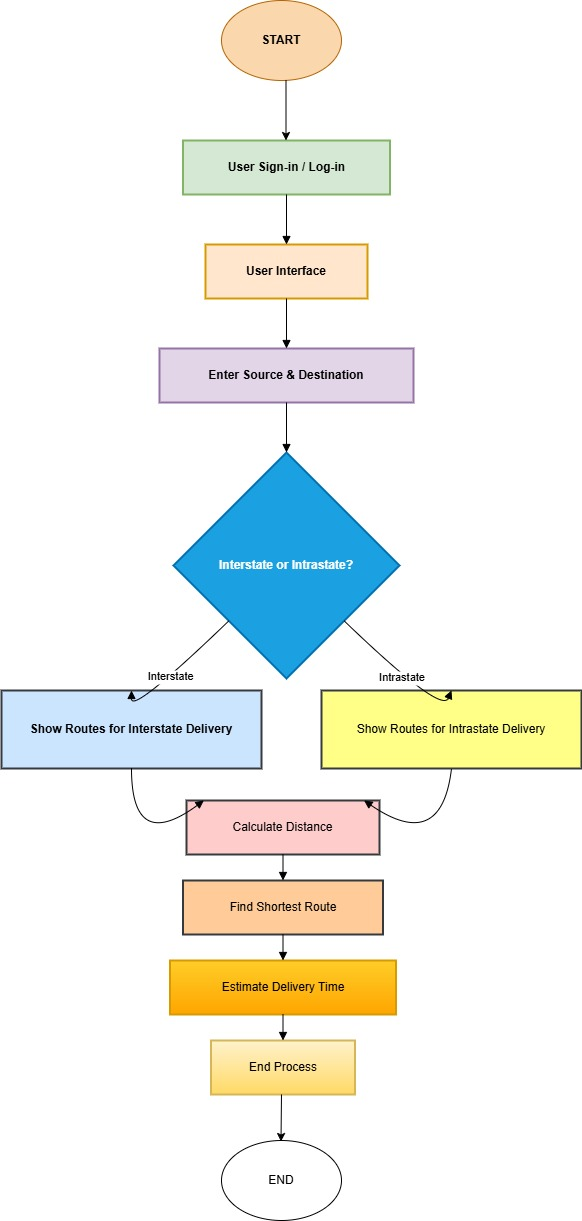 START
User Sign-in / Log-in
User Interface
Enter Source & Destination
Interstate or Intrastate?
Interstate
Intrastate
Show Routes for Interstate Delivery
Show Routes for Intrastate Delivery
Calculate Distance
Find Shortest Route
Estimate Delivery Time
End Process
END